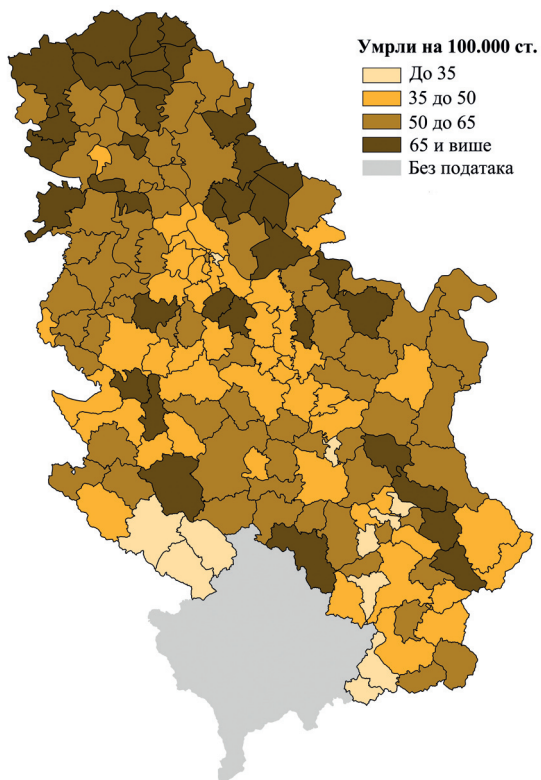 Умрли на 100.000 ст.
До 35
35 до 50
50 до 65
65 и више
Без података